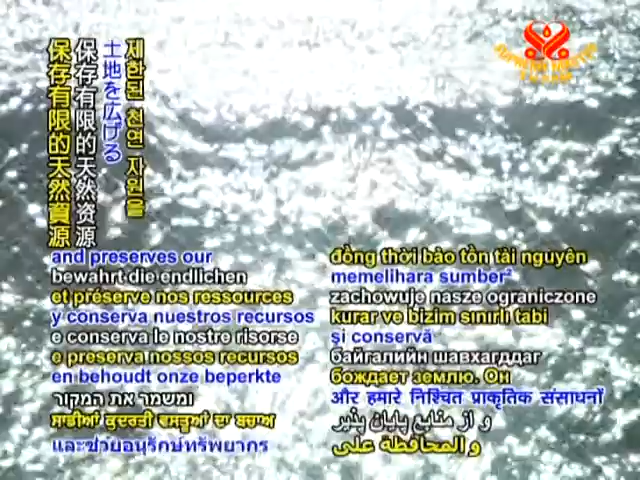 保存有限的天然資源
保存有限的天然资源
土地を広げる
제한된 천연 자원을
and preserves our
bewahrt die endlichen
et préserve nos ressources
y conserva nuestros recursos
e conserva le nostre risorse
e preserva nossos recursos
en behoudt onze beperkte
ומשמר את המקור
ਸਾਡੀਆਂ ਕੁਦਰਤੀ ਵਸਤੂਆਂ ਦਾ ਬਚਾਅ
และช่วยอนุรักษ์ทรัพยากร
đồng thời bảo tồn tài nguyên
memelihara sumber²
zachowuje nasze ograniczone
kurar ve bizim sınırlı tabi
şi conservă
байгалийн шавхагддаг
бождает землю. Он
और हमारे निश्चित प्राकृतिक संसाधनों
و از منابع پایان پذیر
و المحافظة على